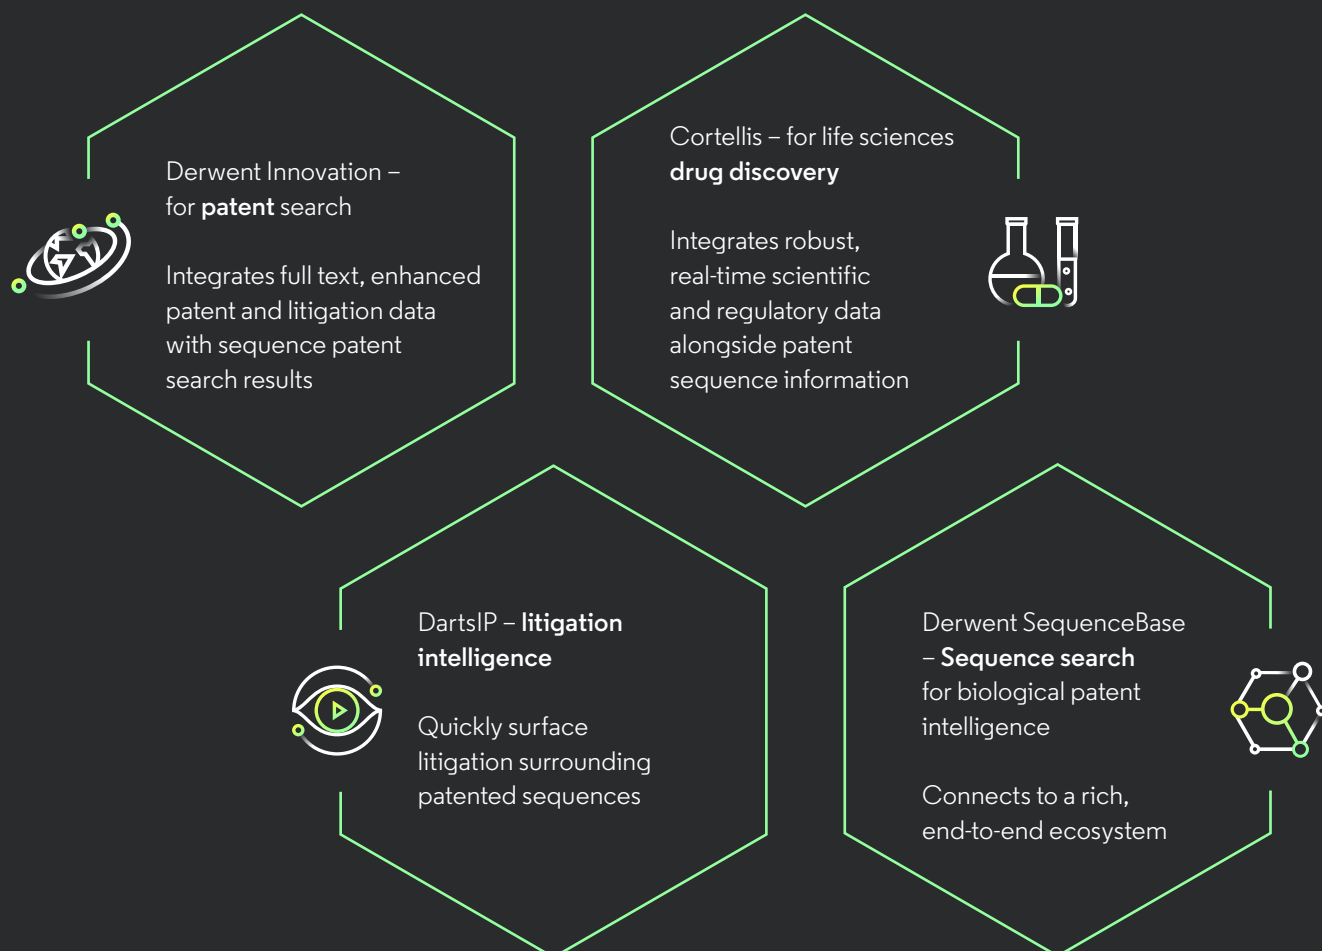 Derwent Innovation –
for patent search
Integrates full text, enhanced
patent and litigation data
with sequence patent
search results
Cortellis – for life sciences
drug discovery
Integrates robust,
real-time scientific
and regulatory data
alongside patent
sequence information
DartsIP – litigation
intelligence
Quickly surface
litigation surrounding
patented sequences
Derwent SequenceBase
– Sequence search
for biological patent
intelligence
Connects to a rich,
end-to-end ecosystem